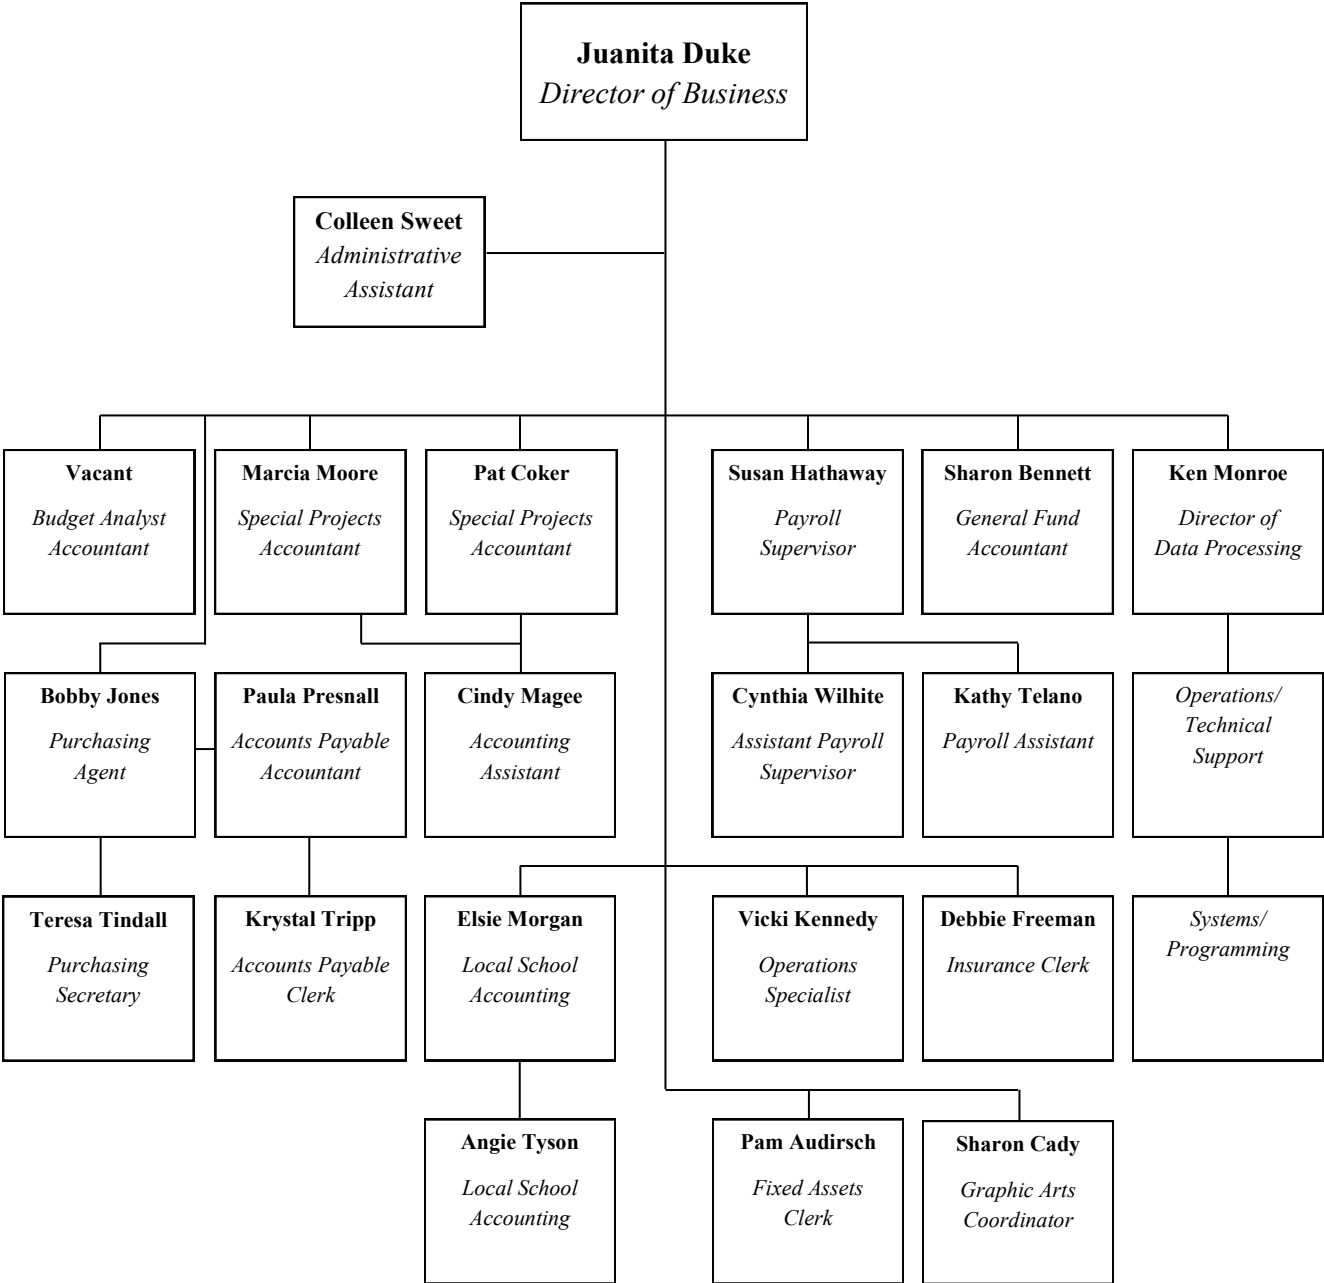 Juanita Duke
Director of Business
Colleen Sweet
Administrative
Assistant
Vacant
Budget Analyst
Accountant
Marcia Moore
Special Projects
Accountant
Pat Coker
Special Projects
Accountant
Susan Hathaway
Payroll
Supervisor
Sharon Bennett
General Fund
Accountant
Ken Monroe
Director of
Data Processing
Bobby Jones
Purchasing
Agent
Paula Presnall
Accounts Payable
Accountant
Cindy Magee
Accounting
Assistant
Cynthia Wilhite
Assistant Payroll
Supervisor
Kathy Telano
Payroll Assistant
Operations/
Technical
Support
Teresa Tindall
Purchasing
Secretary
Krystal Tripp
Accounts Payable
Clerk
Elsie Morgan
Local School
Accounting
Vicki Kennedy
Operations
Specialist
Debbie Freeman
Insurance Clerk
Systems/
Programming
Angie Tyson
Local School
Accounting
Pam Audirsch
Fixed Assets
Clerk
Sharon Cady
Graphic Arts
Coordinator